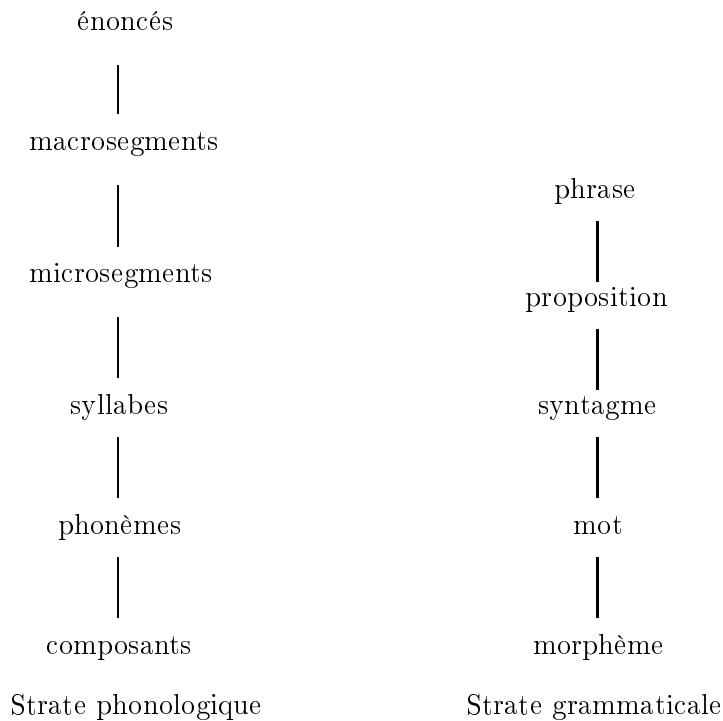 énoncés
macrosegments
microsegments
syllabes
phonèmes
composants
Strate phonologique
phrase
proposition
syntagme
mot
morphème
Strate grammaticale